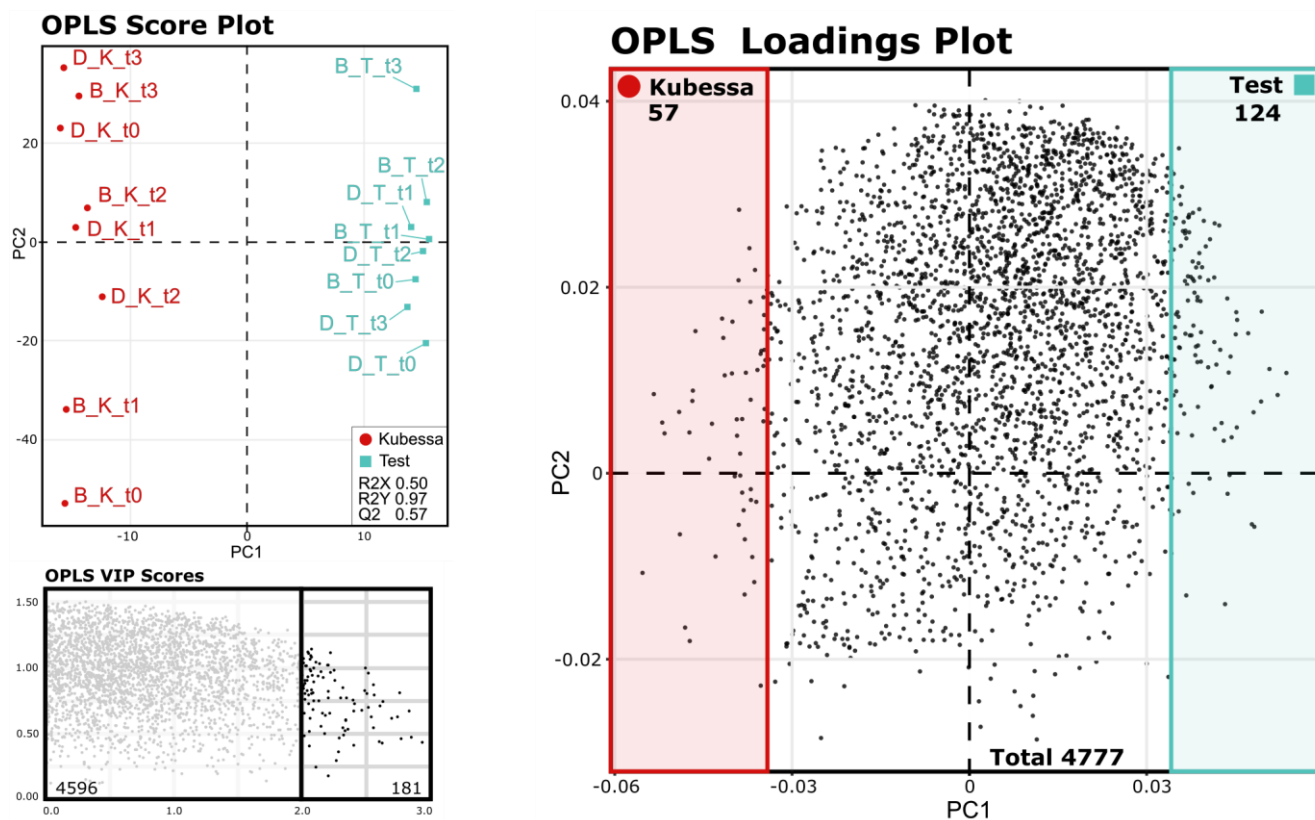 OPLS Score Plot
D_K_t3
B_K_t3
D_K_t0
B_K_t2
D_K_t1
D_K_t2
B_K_t1
B_K_t0
B_T_t3
B_T_t2
D_T_t1
B_T_t1
D_T_t2
B_T_t0
D_T_t3
D_T_t0
20
0
-20
-40
PC2
-10
0
10
PC1
Kubessa
Test
R2X 0.50
R2Y 0.97
Q2 0.57
OPLS VIP Scores
1.50
1.00
0.50
0.00
4596
181
0.0
1.0
2.0
3.0
OPLS Loadings Plot
Kubessa
57
Test
124
0.04
0.02
0
-0.02
PC2
Total 4777
-0.06
-0.03
0
0.03
PC1